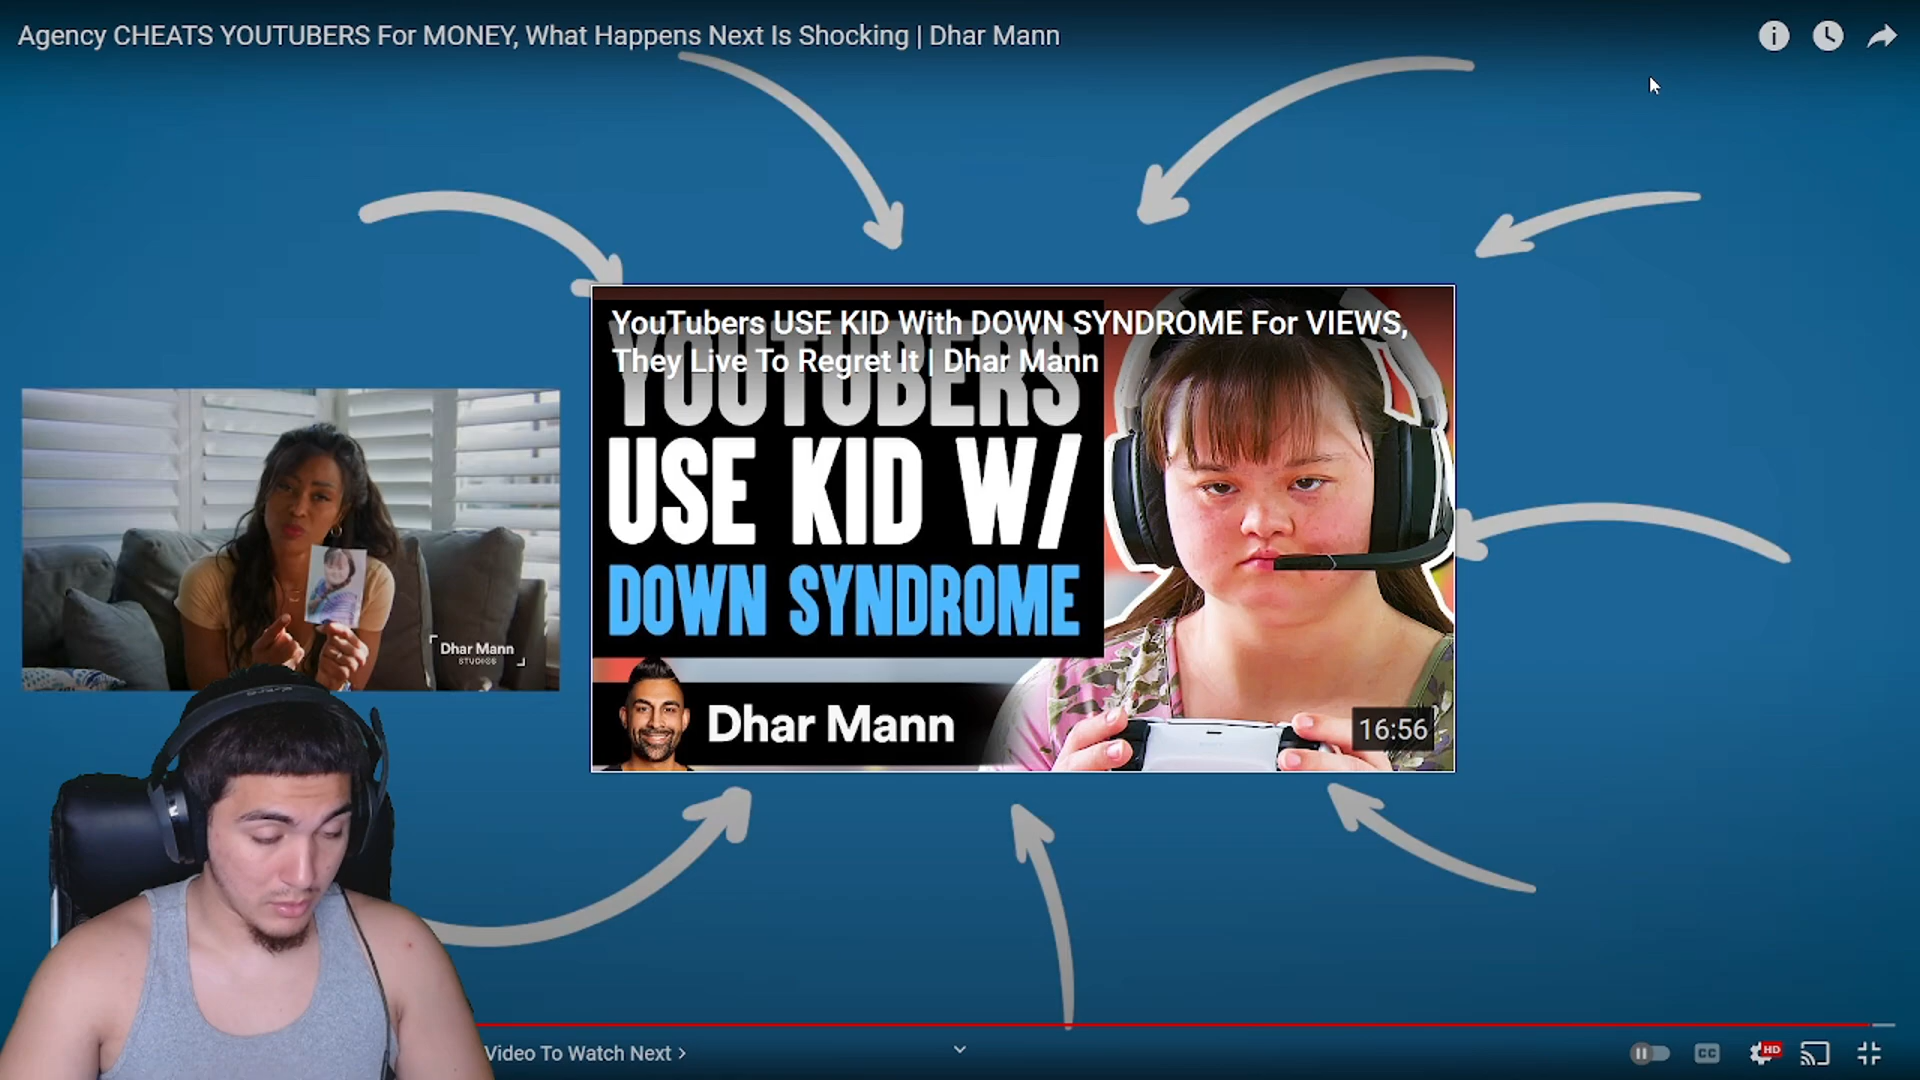 Agency CHEATS YOUTUBERS For MONEY, What Happens Next Is Shocking | Dhar Mann
YouTubers USE KID With DOWN SYNDROME For VIEWS,
They Live To Regret It | Dhar Mann
YOUTUBERS
USE KID W/
DOWN SYNDROME
Dhar Mann
16:56
Dhar Mann
STUDIOS
Video To Watch Next >
CC
HD